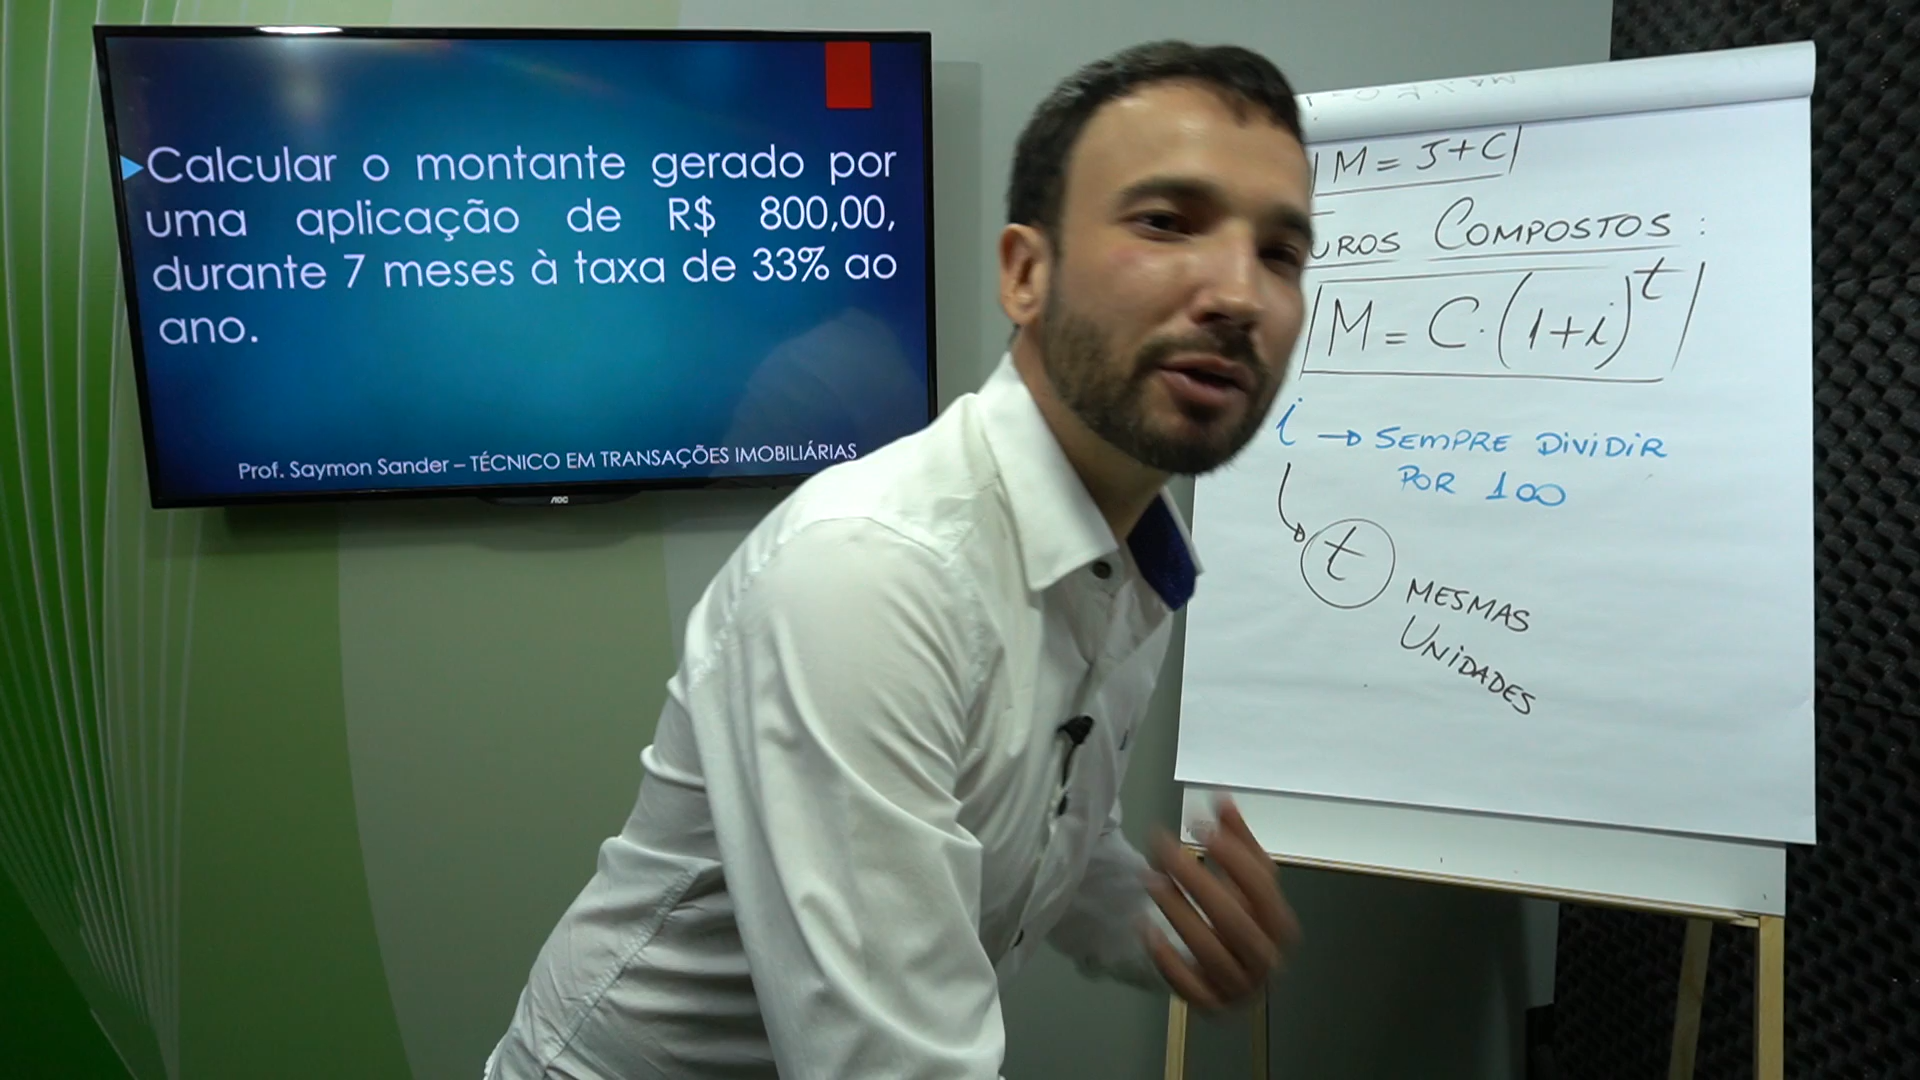 Calcular o montante gerado por
uma aplicação de R$ 800,00,
durante 7 meses à taxa de 33% ao
ano.
Prof. Saymon Sander – TÉCNICO EM TRANSAÇÕES IMOBILIÁRIAS
AOC
M = J + C
UROS COMPOSTOS :
M = C · (1+i)^t
i → SEMPRE DIVIDIR
POR 100
t MESMAS
UNIDADES